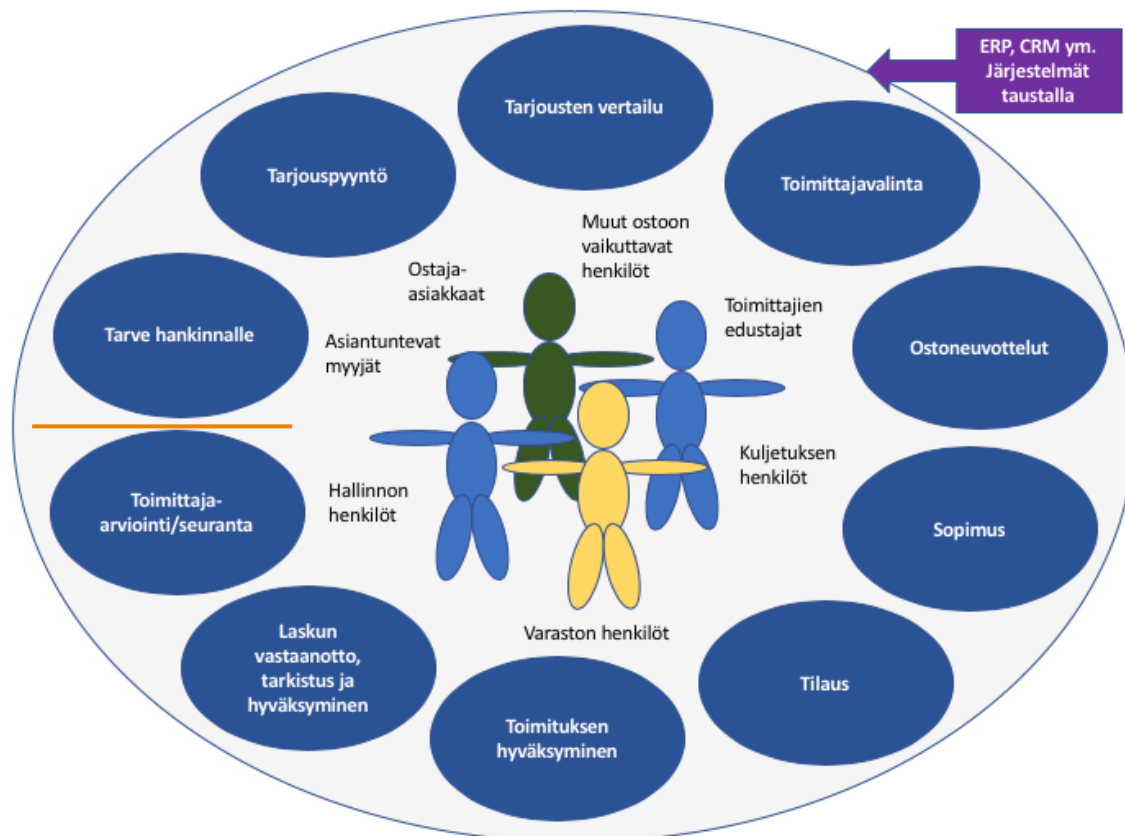 ERP, CRM ym.
Järjestelmät
taustalla
Tarjousten vertailu
Tarjouspyyntö
Toimittajavalinta
Muut ostoon
vaikuttavat
henkilöt
Ostaja-
asiakkaat
Toimittajien
edustajat
Tarve hankinnalle
Asiantuntevat
myyjät
Ostoneuvottelut
Kuljetuksen
henkilöt
Toimittaja-
arviointi/seuranta
Hallinnon
henkilöt
Sopimus
Varaston henkilöt
Laskun
vastaanotto,
tarkistus ja
hyväksyminen
Tilaus
Toimituksen
hyväksyminen